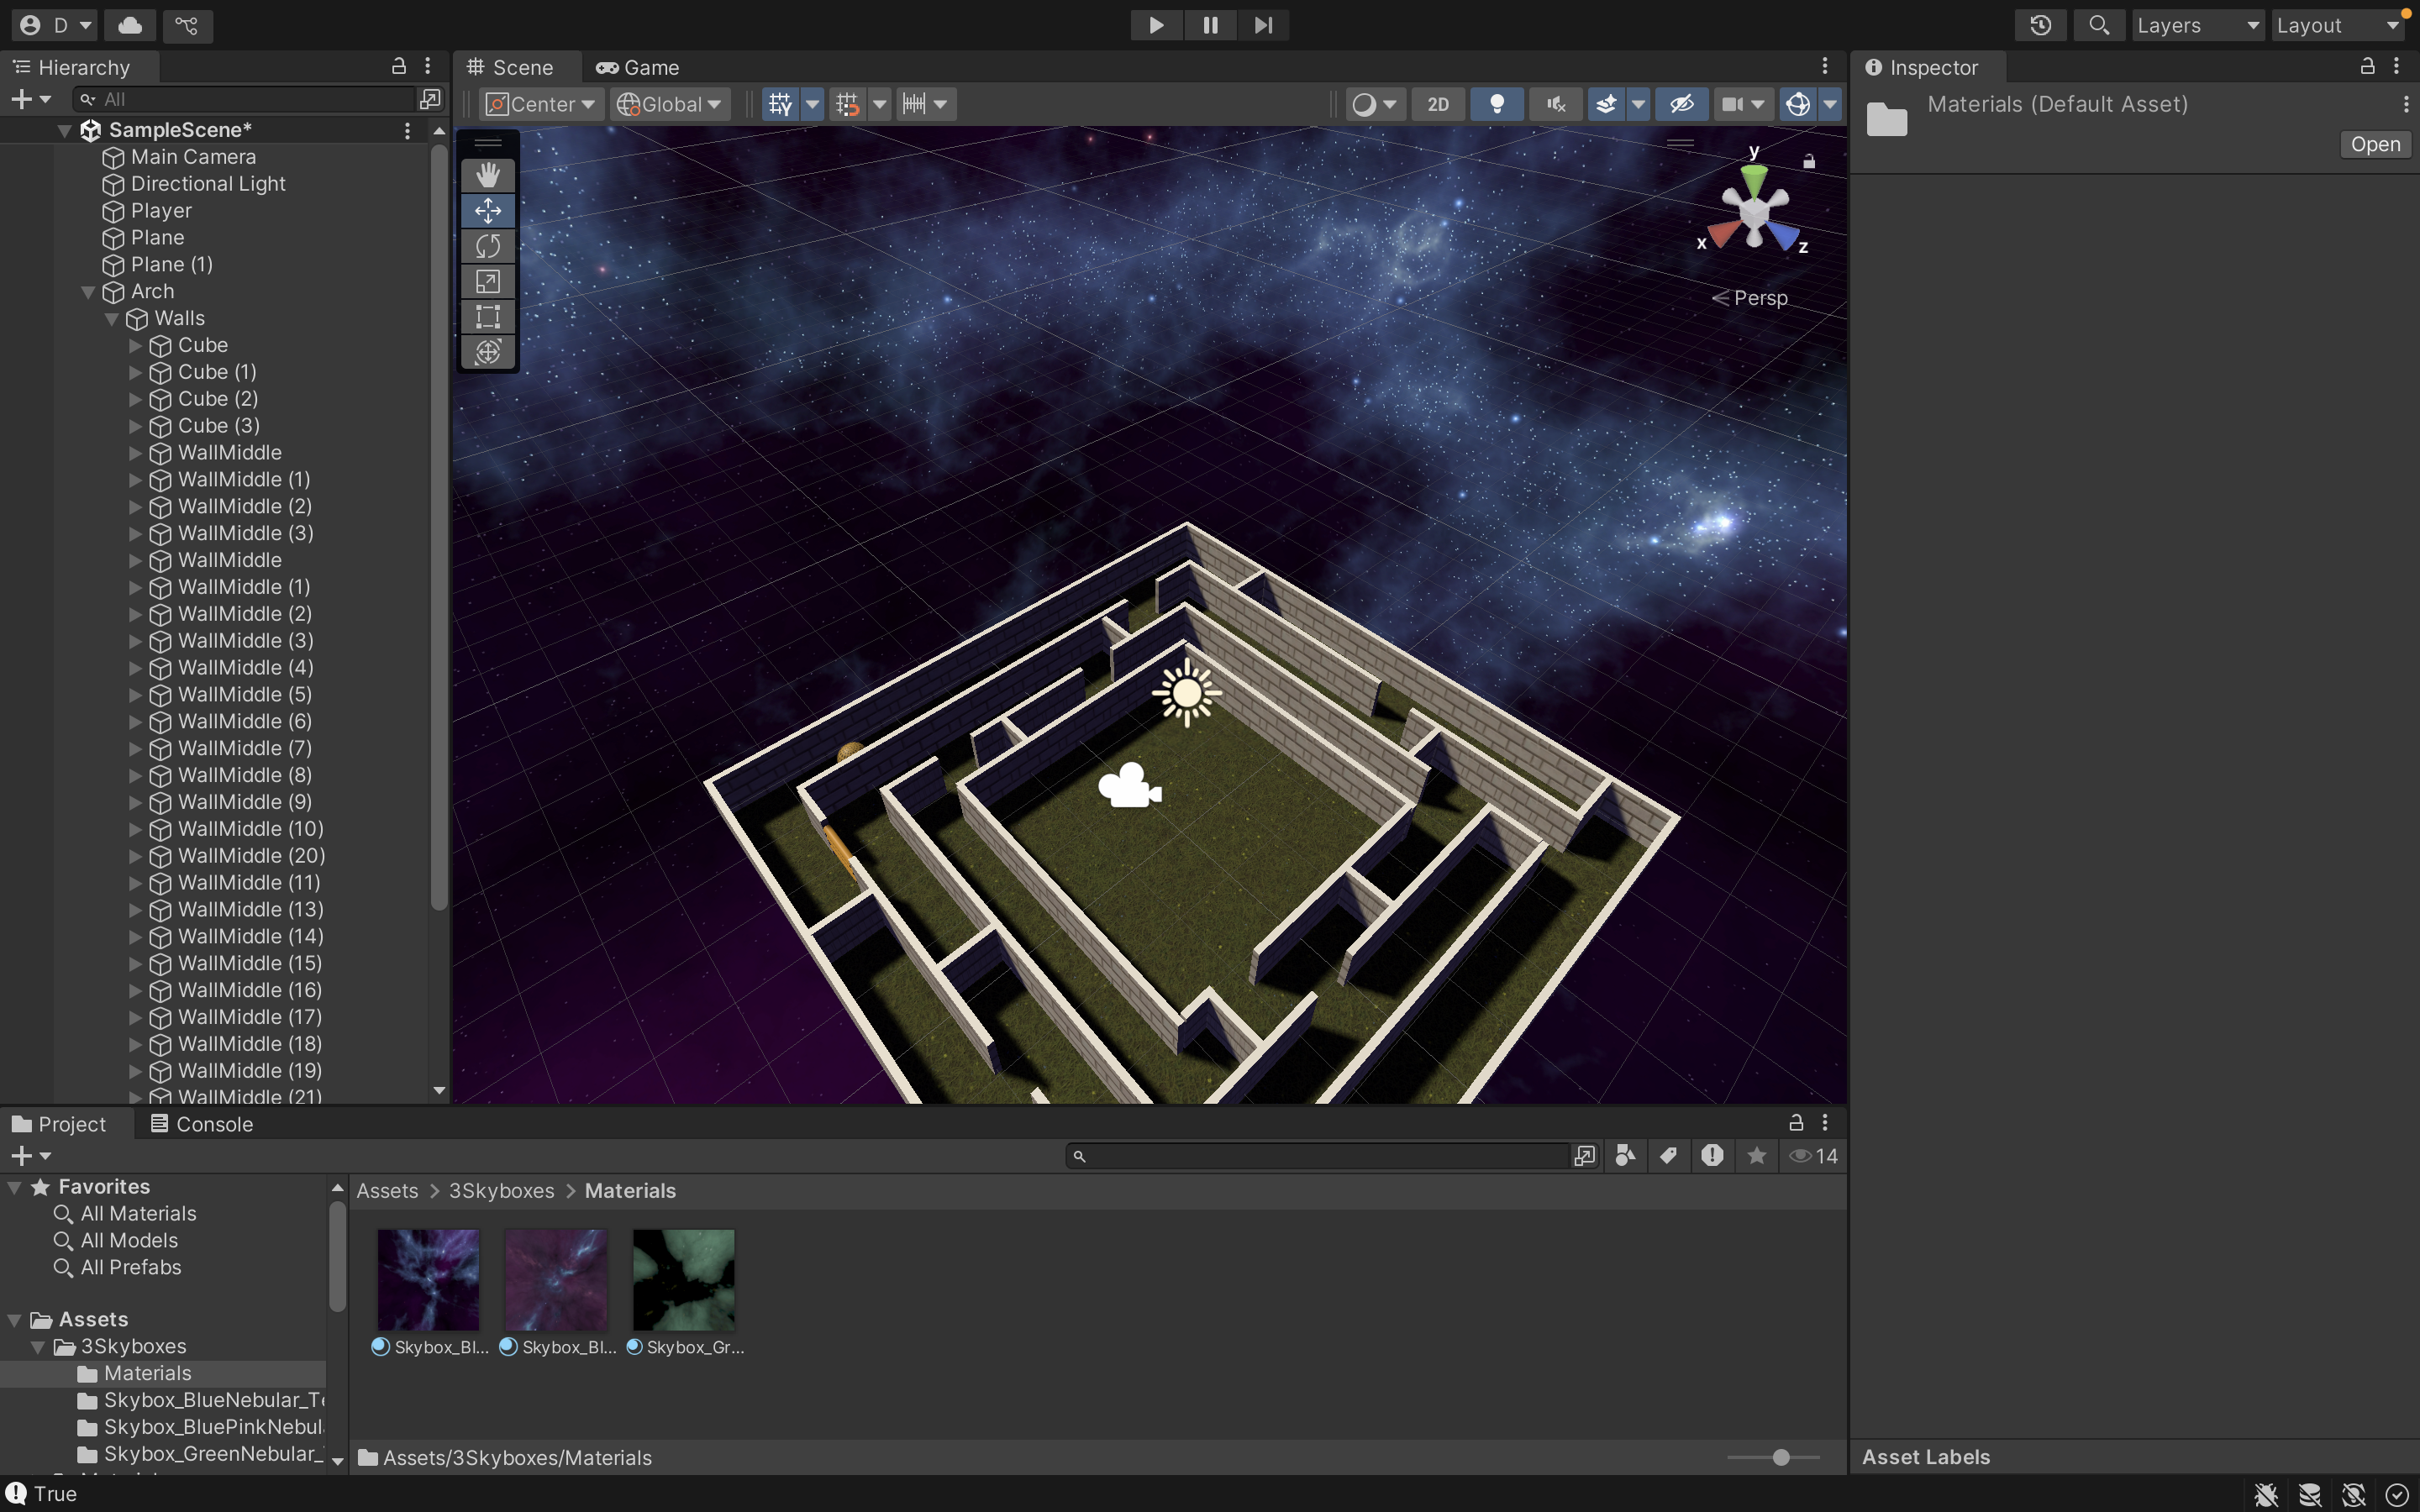 D
Layers
Layout
Hierarchy
All
SampleScene*
Main Camera
Directional Light
Player
Plane
Plane (1)
Arch
Walls
Cube
Cube (1)
Cube (2)
Cube (3)
WallMiddle
WallMiddle (1)
WallMiddle (2)
WallMiddle (3)
WallMiddle
WallMiddle (1)
WallMiddle (2)
WallMiddle (3)
WallMiddle (4)
WallMiddle (5)
WallMiddle (6)
WallMiddle (7)
WallMiddle (8)
WallMiddle (9)
WallMiddle (10)
WallMiddle (20)
WallMiddle (11)
WallMiddle (13)
WallMiddle (14)
WallMiddle (15)
WallMiddle (16)
WallMiddle (17)
WallMiddle (18)
WallMiddle (19)
WallMiddle (21)
Scene
Game
Center
Global
2D
y
x
z
Persp
Inspector
Materials (Default Asset)
Open
Asset Labels
Project
Console
14
Favorites
All Materials
All Models
All Prefabs
Assets
3Skyboxes
Materials
Skybox_BlueNebular_Te
Skybox_BluePinkNebul
Skybox_GreenNebular_
Assets > 3Skyboxes > Materials
Skybox_Bl...
Skybox_Bl...
Skybox_Gr...
Assets/3Skyboxes/Materials
True